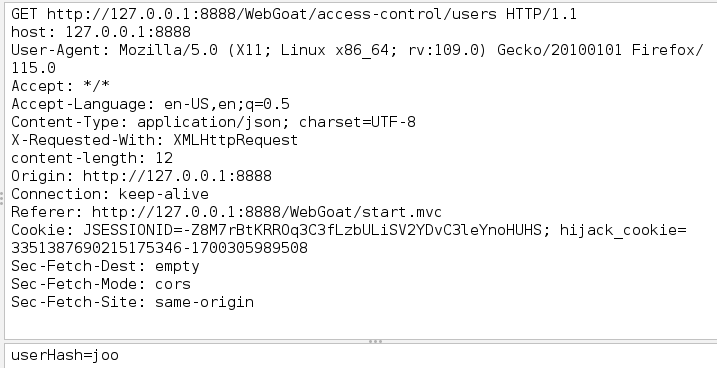 GET http://127.0.0.1:8888/WebGoat/access-control/users HTTP/1.1
host: 127.0.0.1:8888
User-Agent: Mozilla/5.0 (X11; Linux x86_64; rv:109.0) Gecko/20100101 Firefox/
115.0
Accept: */*
Accept-Language: en-US,en;q=0.5
Content-Type: application/json; charset=UTF-8
X-Requested-With: XMLHttpRequest
content-length: 12
Origin: http://127.0.0.1:8888
Connection: keep-alive
Referer: http://127.0.0.1:8888/WebGoat/start.mvc
Cookie: JSESSIONID=-Z8M7rBtKRROq3C3fLzbULiSV2YDvC3leYnoHUHS; hijack_cookie=
3351387690215175346-1700305989508
Sec-Fetch-Dest: empty
Sec-Fetch-Mode: cors
Sec-Fetch-Site: same-origin
userHash=joo